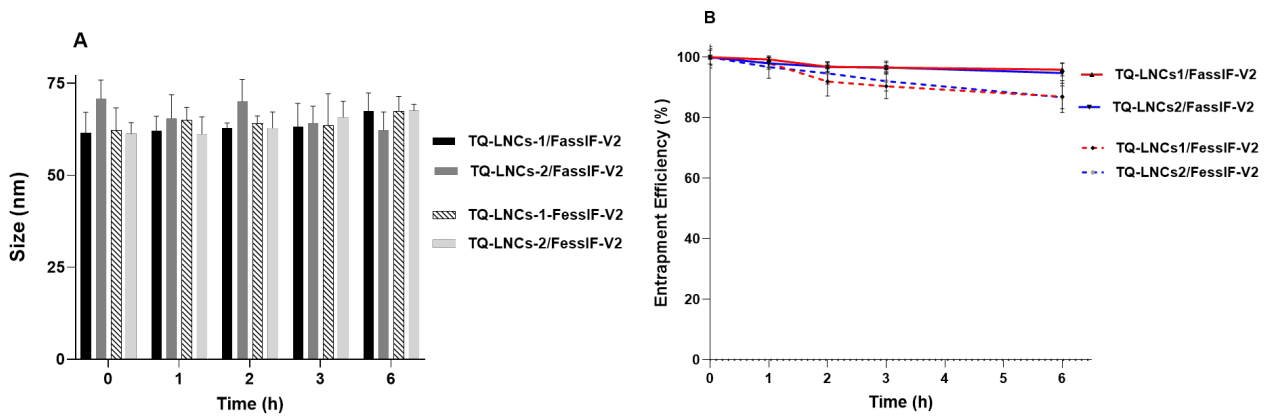 A
Size (nm)
75
50
25
0
0 1 2 3 6
Time (h)
TQ-LNCs-1/FassIF-V2
TQ-LNCs-2/FassIF-V2
TQ-LNCs-1-FessIF-V2
TQ-LNCs-2/FessIF-V2
B
Entrapment Efficiency (%)
100
80
60
40
20
0
0 1 2 3 4 5 6
Time (h)
TQ-LNCs1/FassIF-V2
TQ-LNCs2/FassIF-V2
TQ-LNCs1/FessIF-V2
TQ-LNCs2/FessIF-V2